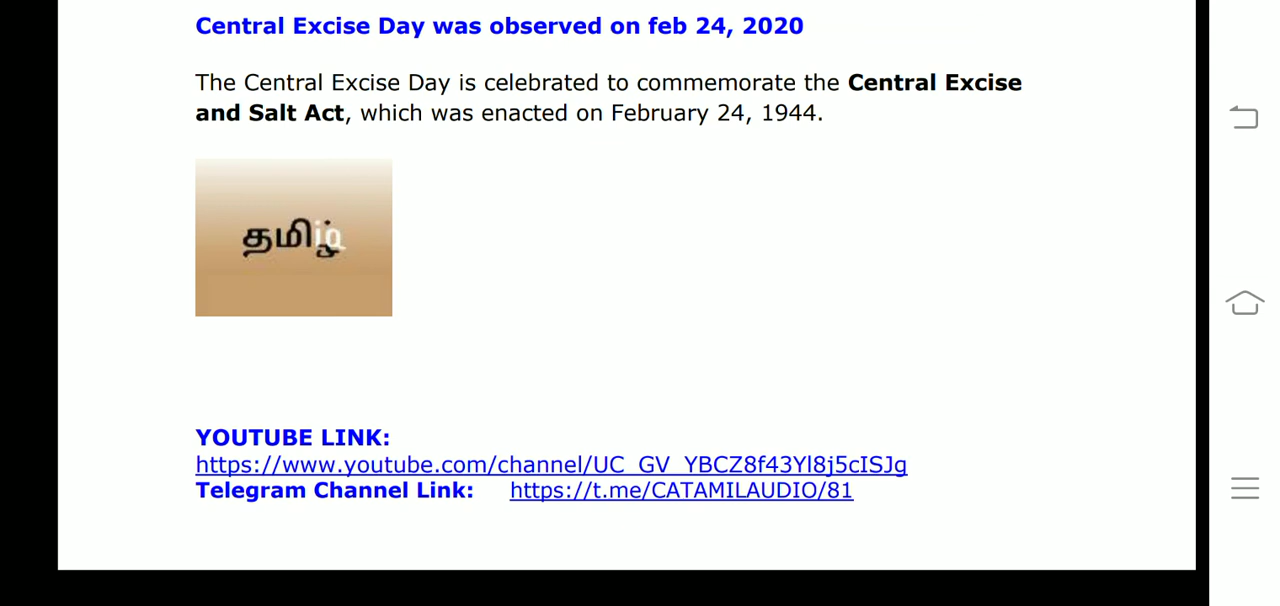 Central Excise Day was observed on feb 24, 2020
The Central Excise Day is celebrated to commemorate the Central Excise
and Salt Act, which was enacted on February 24, 1944.
தமிழ்
YOUTUBE LINK:
https://www.youtube.com/channel/UC_GV_YBCZ8f43Yl8j5cISJg
Telegram Channel Link: https://t.me/CATAMILAUDIO/81